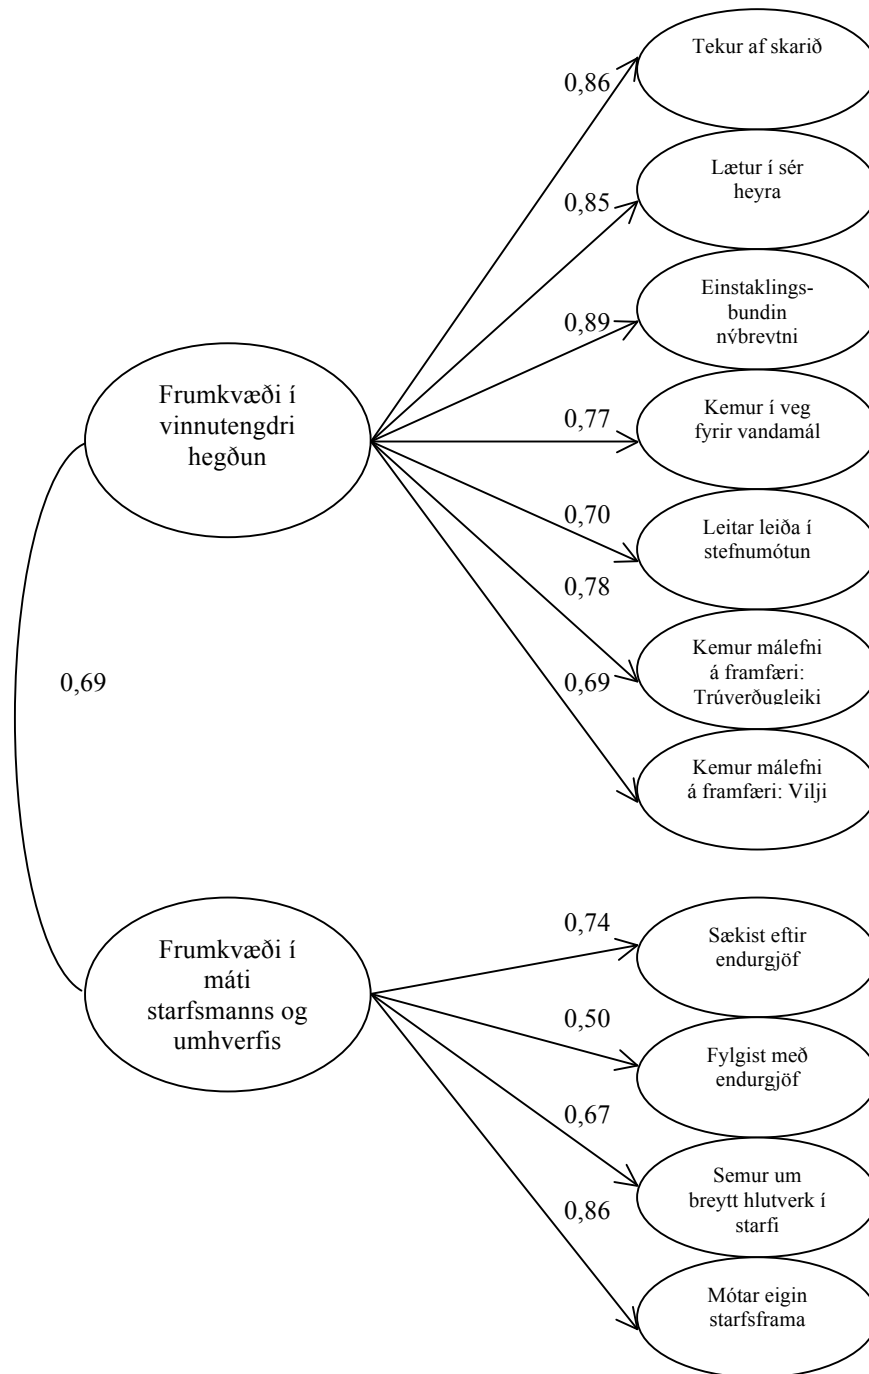 0,86
Tekur af skarið
0,85
Lætur í sér
heyra
0,89
Einstaklings-
bundin
nýbreytni
Frumkvæði í
vinnutengdri
hegðun
0,77
Kemur í veg
fyrir vandamál
0,70
Leitar leiða í
stefnumótun
0,78
Kemur málefni
á framfæri:
Trúverðugleiki
0,69
0,69
Kemur málefni
á framfæri: Vilji
Frumkvæði í
máti
starfsmanns og
umhverfis
0,74
Sækist eftir
endurgjöf
0,50
Fylgist með
endurgjöf
0,67
Semur um
breytt hlutverk í
starfi
0,86
Mótar eigin
starfsframa